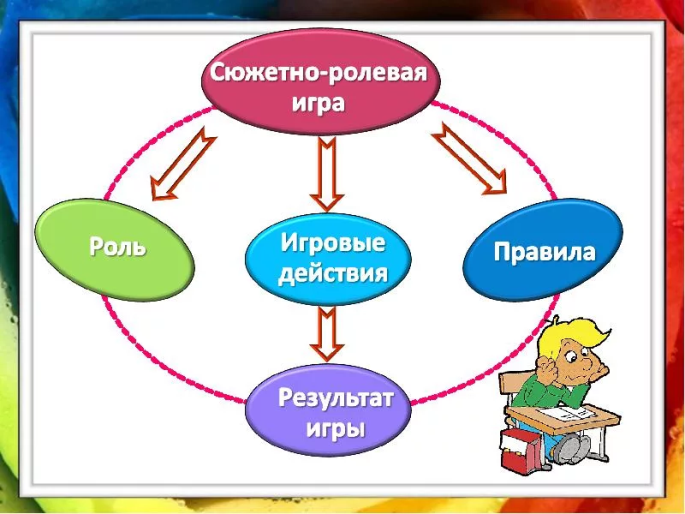 Сюжетно-ролевая
игра
Роль
Игровые
действия
Правила
Результат
игры